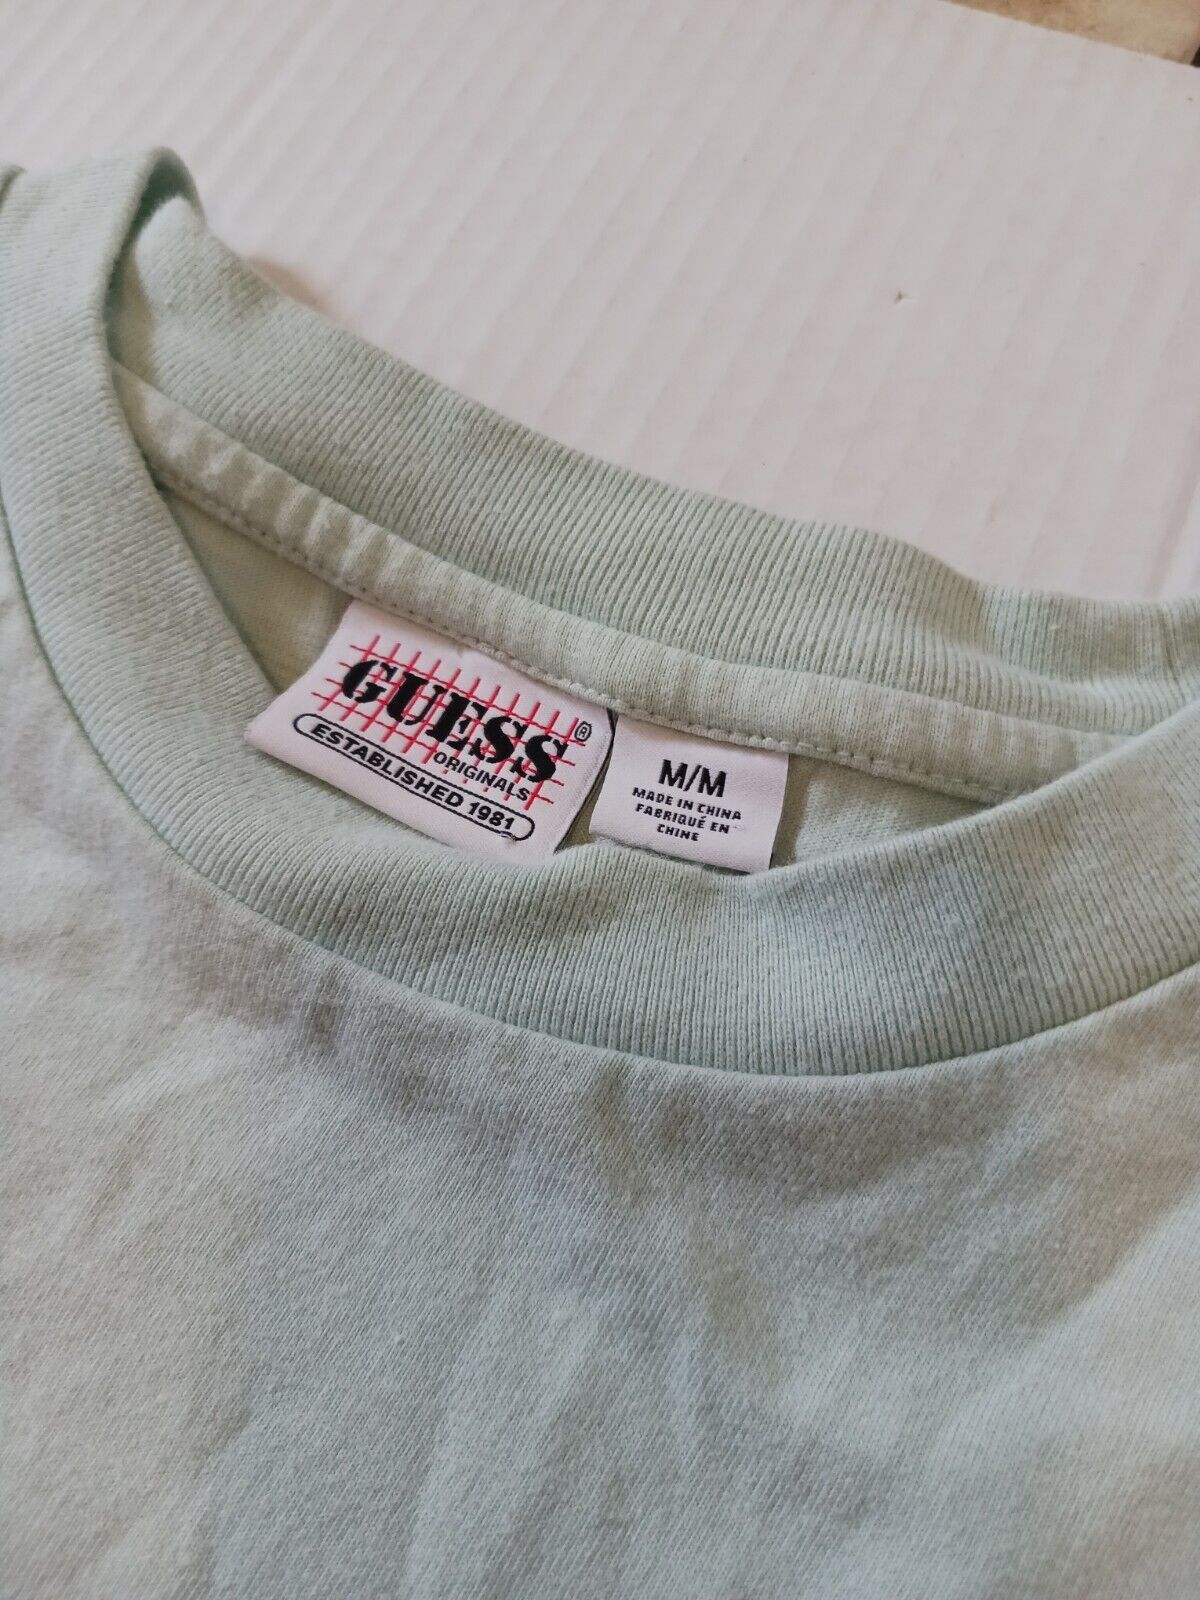 GUESS®
ORIGINALS
ESTABLISHED 1981
M/M
MADE IN CHINA
FABRIQUÉ EN
CHINE